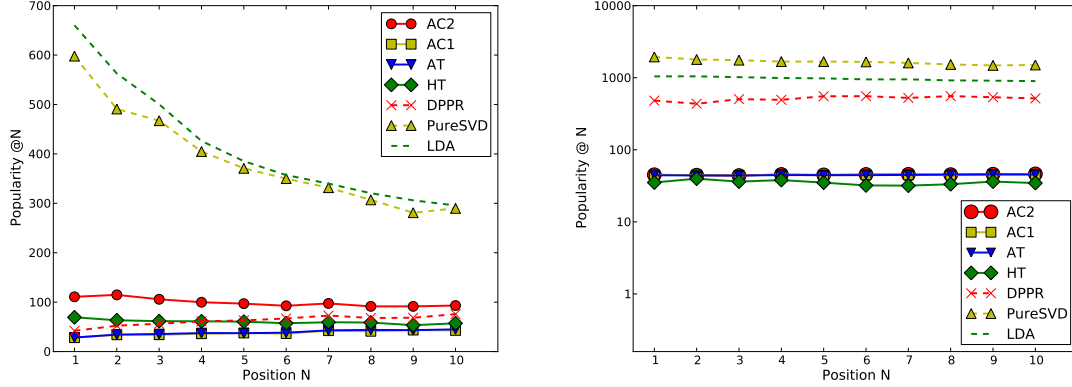 Popularity @N
700
600
500
400
300
200
100
0
1 2 3 4 5 6 7 8 9 10
Position N
AC2
AC1
AT
HT
DPPR
PureSVD
LDA
Popularity @ N
10000
1000
100
10
1
1 2 3 4 5 6 7 8 9 10
Position N
AC2
AC1
AT
HT
DPPR
PureSVD
LDA